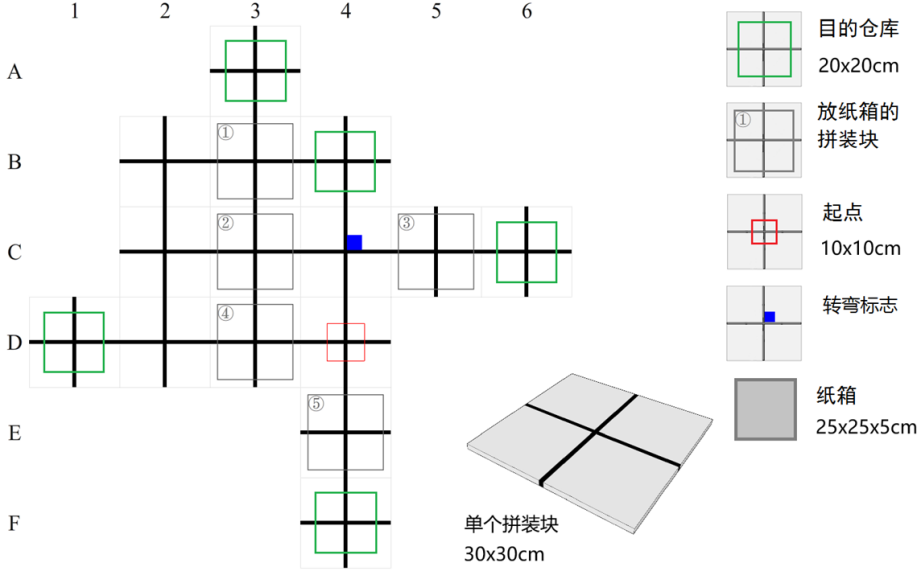 1 2 3 4 5 6
A
B
C
D
E
F
①
②
③
④
⑤
目的仓库
20x20cm
①
放纸箱的
拼装块
起点
10x10cm
转弯标志
纸箱
25x25x5cm
单个拼装块
30x30cm